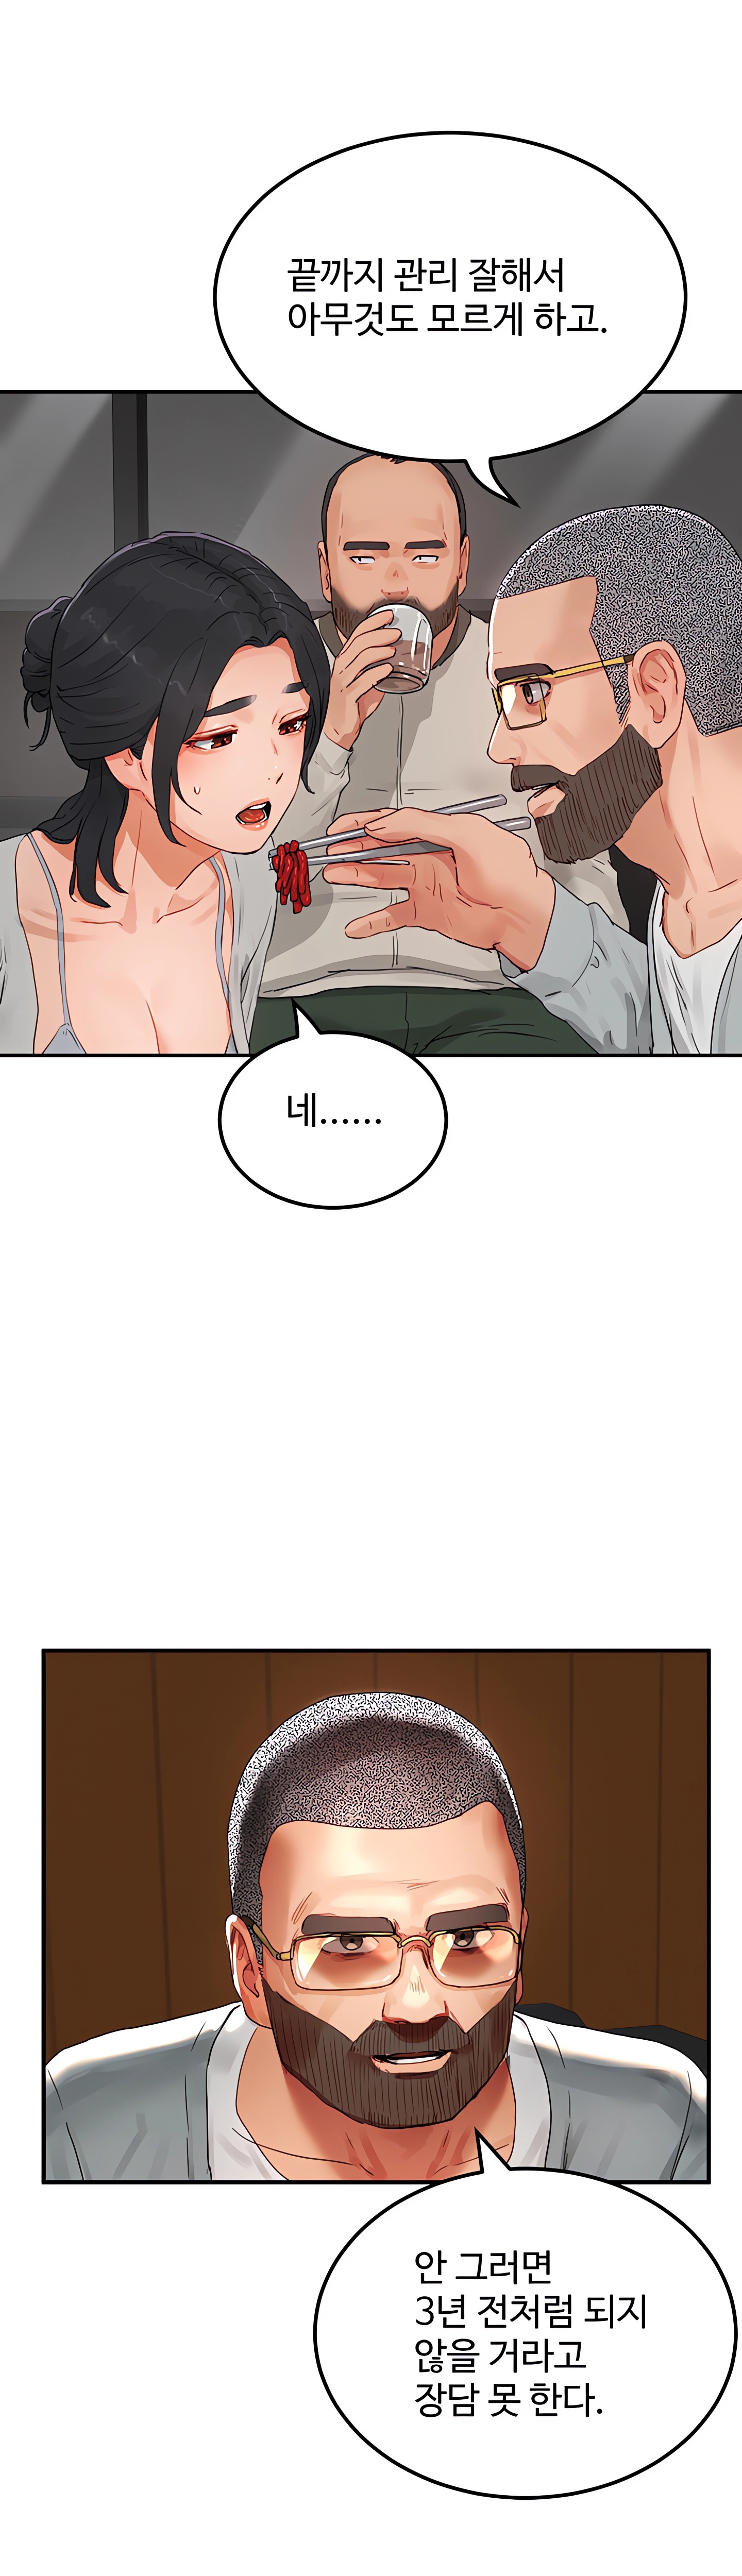 끝까지 관리 잘해서
아무것도 모르게 하고.
네......
안 그러면
3년 전처럼 되지
않을 거라고
장담 못 한다.